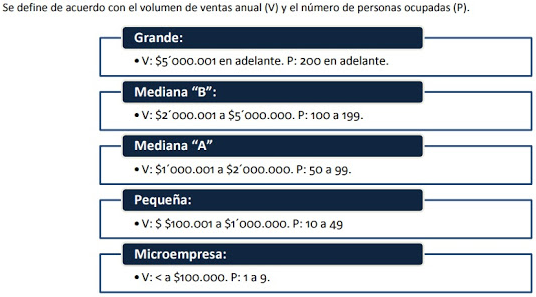 Se define de acuerdo con el volumen de ventas anual (V) y el número de personas ocupadas (P).
Grande:
• V: $5´000.001 en adelante. P: 200 en adelante.
Mediana “B”:
• V: $2´000.001 a $5´000.000. P: 100 a 199.
Mediana “A”
• V: $1´000.001 a $2´000.000. P: 50 a 99.
Pequeña:
• V: $ $100.001 a $1´000.000. P: 10 a 49
Microempresa:
• V: < a $100.000. P: 1 a 9.